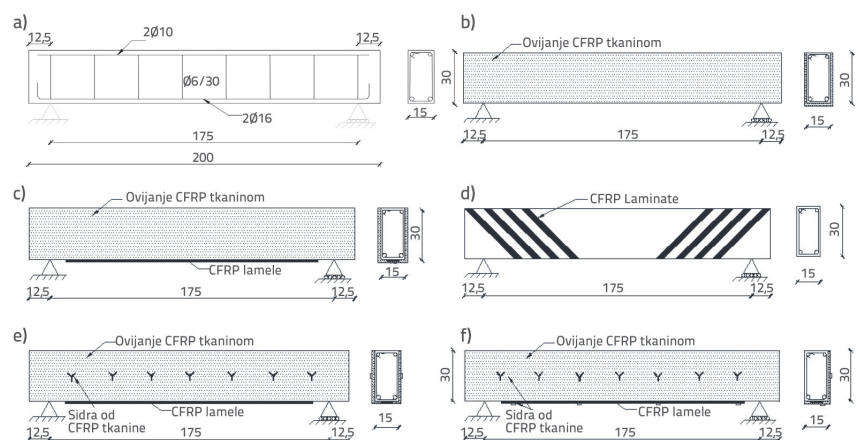 a)
2Ø10
12,5
12,5
Ø6/30
2Ø16
175
200
15
b)
Ovijanje CFRP tkaninom
30
30
12,5
175
12,5
15
c)
Ovijanje CFRP tkaninom
30
CFRP lamele
15
12,5
175
12,5
d)
CFRP Laminate
30
15
12,5
175
12,5
e)
Ovijanje CFRP tkaninom
Sidra od
CFRP tkanine
CFRP lamele
12,5
175
12,5
15
f)
Ovijanje CFRP tkaninom
30
30
Sidra od
CFRP tkanine
CFRP lamele
12,5
175
12,5
15